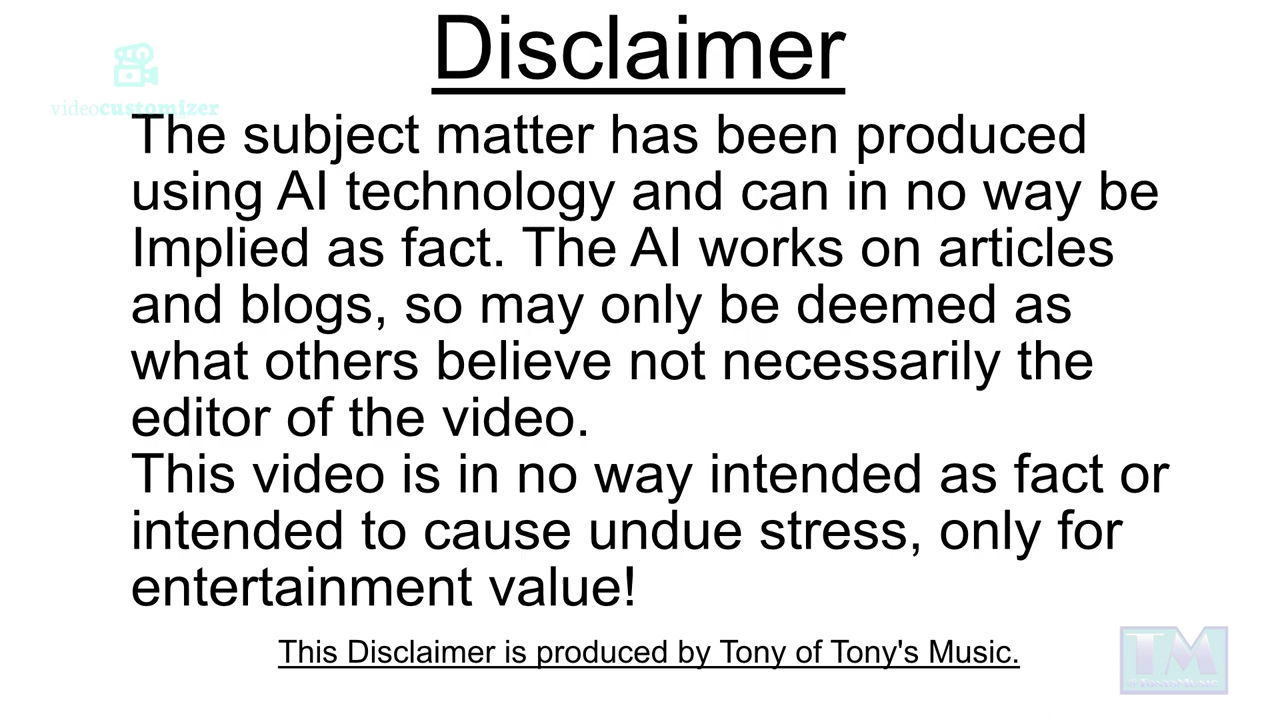 Disclaimer
videocustomizer
The subject matter has been produced
using AI technology and can in no way be
Implied as fact. The AI works on articles
and blogs, so may only be deemed as
what others believe not necessarily the
editor of the video.
This video is in no way intended as fact or
intended to cause undue stress, only for
entertainment value!
This Disclaimer is produced by Tony of Tony's Music.
TM